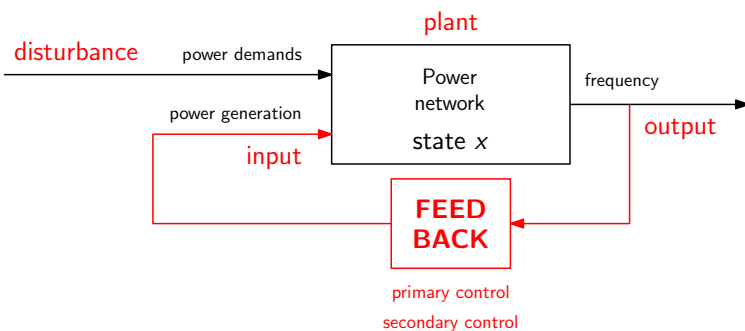 plant
disturbance
power demands
Power
network
frequency
power generation
state x
output
input
FEED
BACK
primary control
secondary control